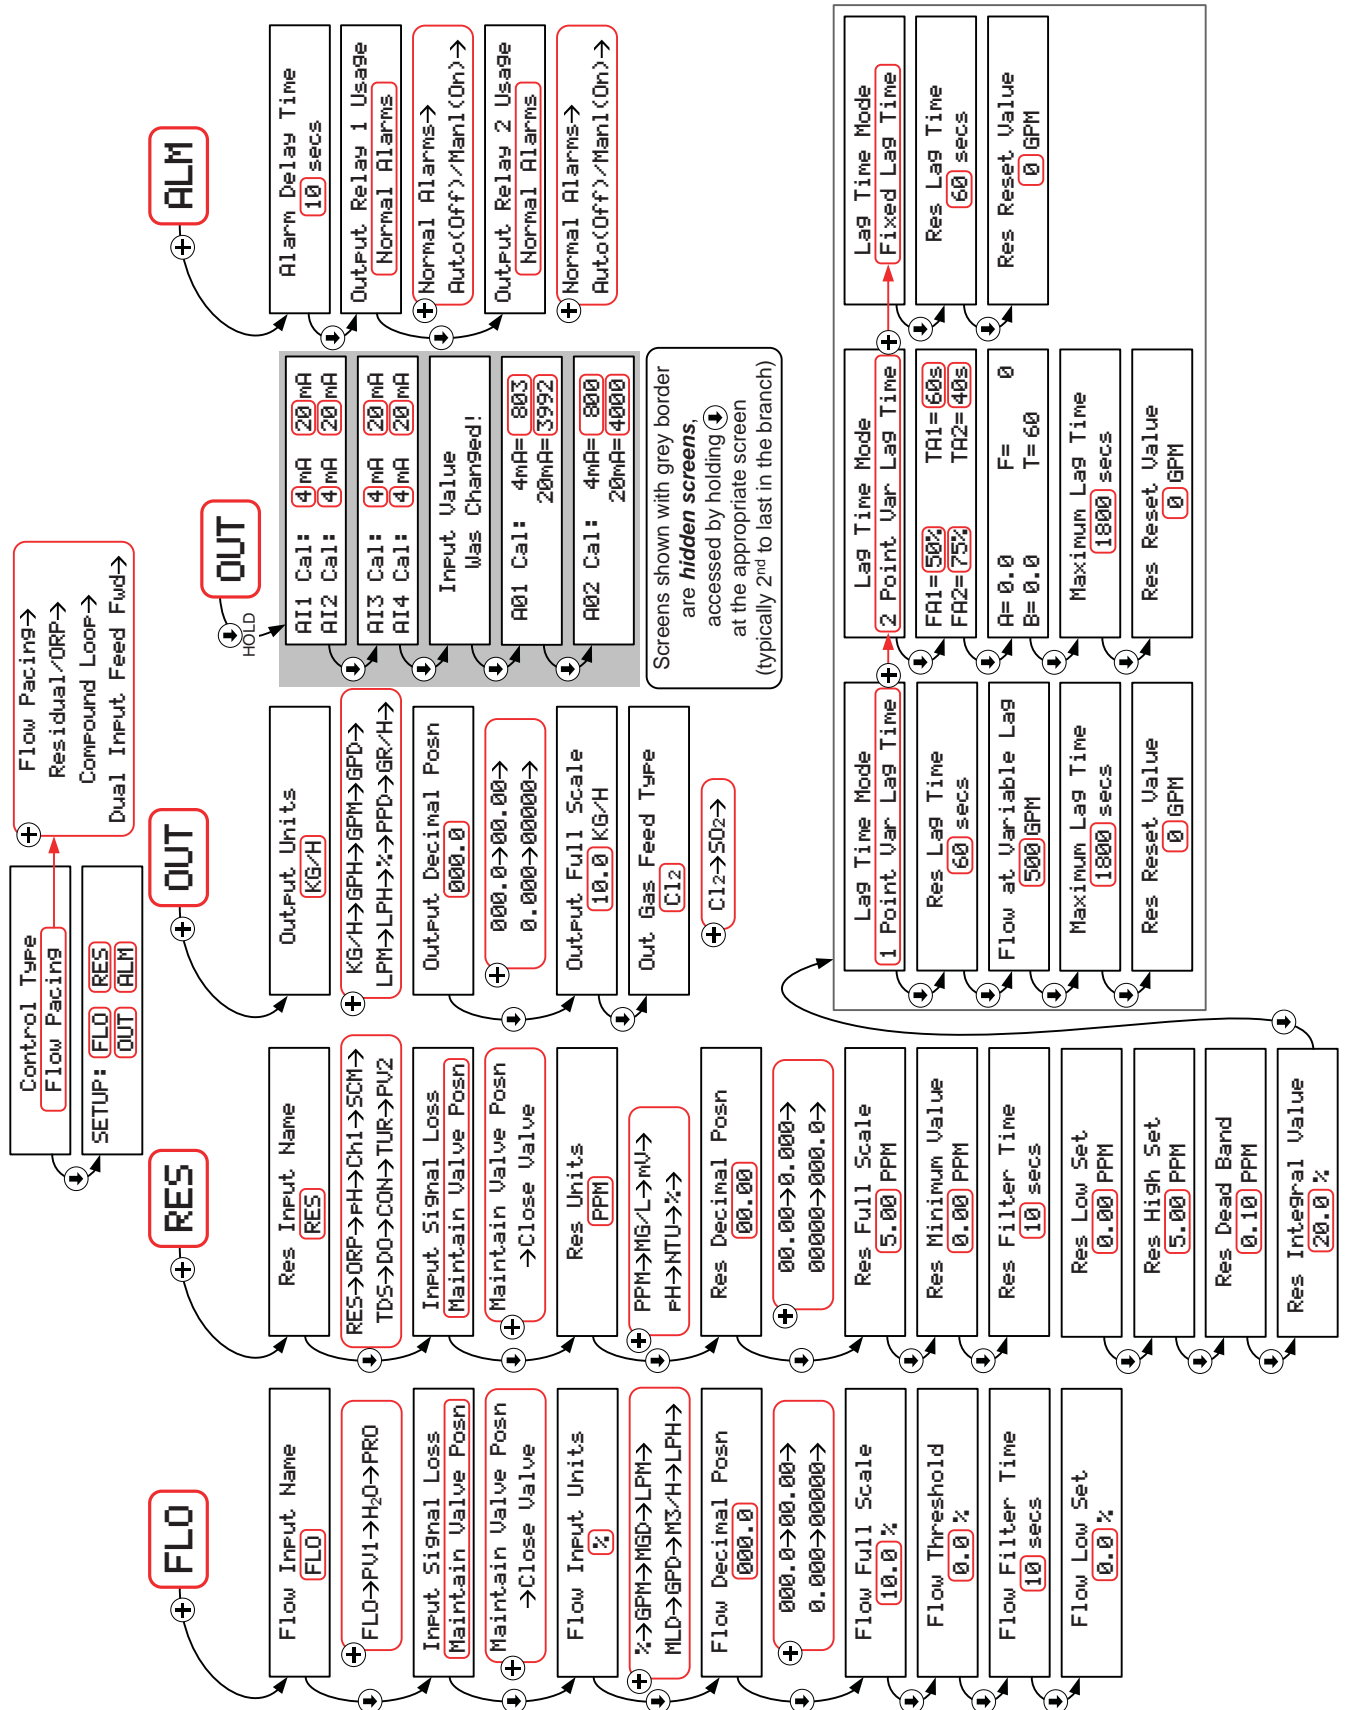 Control Type
Flow Pacing
Flow Pacing→
Residual/ORP→
Compound Loop→
Dual Input Feed Fwd→
SETUP: FLO RES
OUT ALM
FLO
Flow Input Name
FLO
FLO→PV1→H2O→PRO
Input Signal Loss
Maintain Valve Posn
Maintain Valve Posn
→Close Valve
Flow Input Units
%
%→GPM→MGD→LPM→
MLD→GPD→M3/H→LPH→
Flow Decimal Posn
000.0
000.0→00.00→
0.000→00000→
Flow Full Scale
10.0 %
Flow Threshold
0.0 %
Flow Filter Time
10 secs
Flow Low Set
0.0 %
RES
Res Input Name
RES
RES→ORP→pH→Ch1→SCM→
TDS→DO→CON→TUR→PV2
Input Signal Loss
Maintain Valve Posn
Maintain Valve Posn
→Close Valve
Res Units
PPM
PPM→MG/L→mV→
pH→NTU→%→
Res Decimal Posn
00.00
00.00→0.000→
00000→000.0→
Res Full Scale
5.00 PPM
Res Minimum Value
0.00 PPM
Res Filter Time
10 secs
Res Low Set
0.00 PPM
Res High Set
5.00 PPM
Res Dead Band
0.10 PPM
Res Integral Value
20.0 %
OUT
Output Units
KG/H
KG/H→GPH→GPM→GPD→
LPM→LPH→%→PPD→GR/H→
Output Decimal Posn
000.0
000.0→00.00→
0.000→00000→
Output Full Scale
10.0 KG/H
Out Gas Feed Type
Cl2
Cl2→SO2→
OUT
HOLD
AI1 Cal: 4 mA 20 mA
AI2 Cal: 4 mA 20 mA
AI3 Cal: 4 mA 20 mA
AI4 Cal: 4 mA 20 mA
Input Value
Was Changed!
A01 Cal: 4mA= 803
20mA=3992
A02 Cal: 4mA= 800
20mA=4000
Screens shown with grey border
are hidden screens,
accessed by holding
at the appropriate screen
(typically 2nd to last in the branch)
ALM
Alarm Delay Time
10 secs
Output Relay 1 Usage
Normal Alarms
Normal Alarms→
Auto(Off)/Manl(On)→
Output Relay 2 Usage
Normal Alarms
Normal Alarms→
Auto(Off)/Manl(On)→
Lag Time Mode
1 Point Var Lag Time
Res Lag Time
60 secs
Flow at Variable Lag
500 GPM
Maximum Lag Time
1800 secs
Res Reset Value
0 GPM
Lag Time Mode
2 Point Var Lag Time
FA1=50% TA1=60s
FA2=75% TA2=40s
A= 0.0 F= 0
B= 0.0 T= 60
Maximum Lag Time
1800 secs
Res Reset Value
0 GPM
Lag Time Mode
Fixed Lag Time
Res Lag Time
60 secs
Res Reset Value
0 GPM